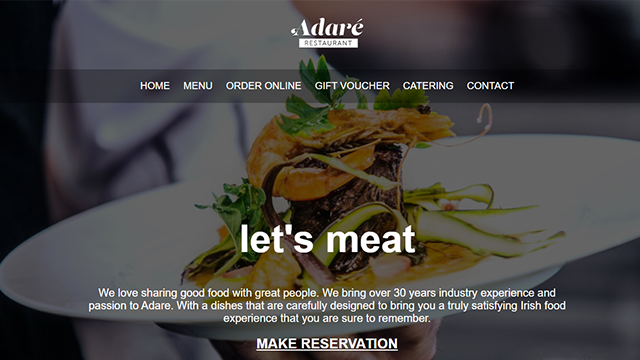 Adaré
RESTAURANT
HOME MENU ORDER ONLINE GIFT VOUCHER CATERING CONTACT
let's meat
We love sharing good food with great people. We bring over 30 years industry experience and
passion to Adare. With a dishes that are carefully designed to bring you a truly satisfying Irish food
experience that you are sure to remember.
MAKE RESERVATION